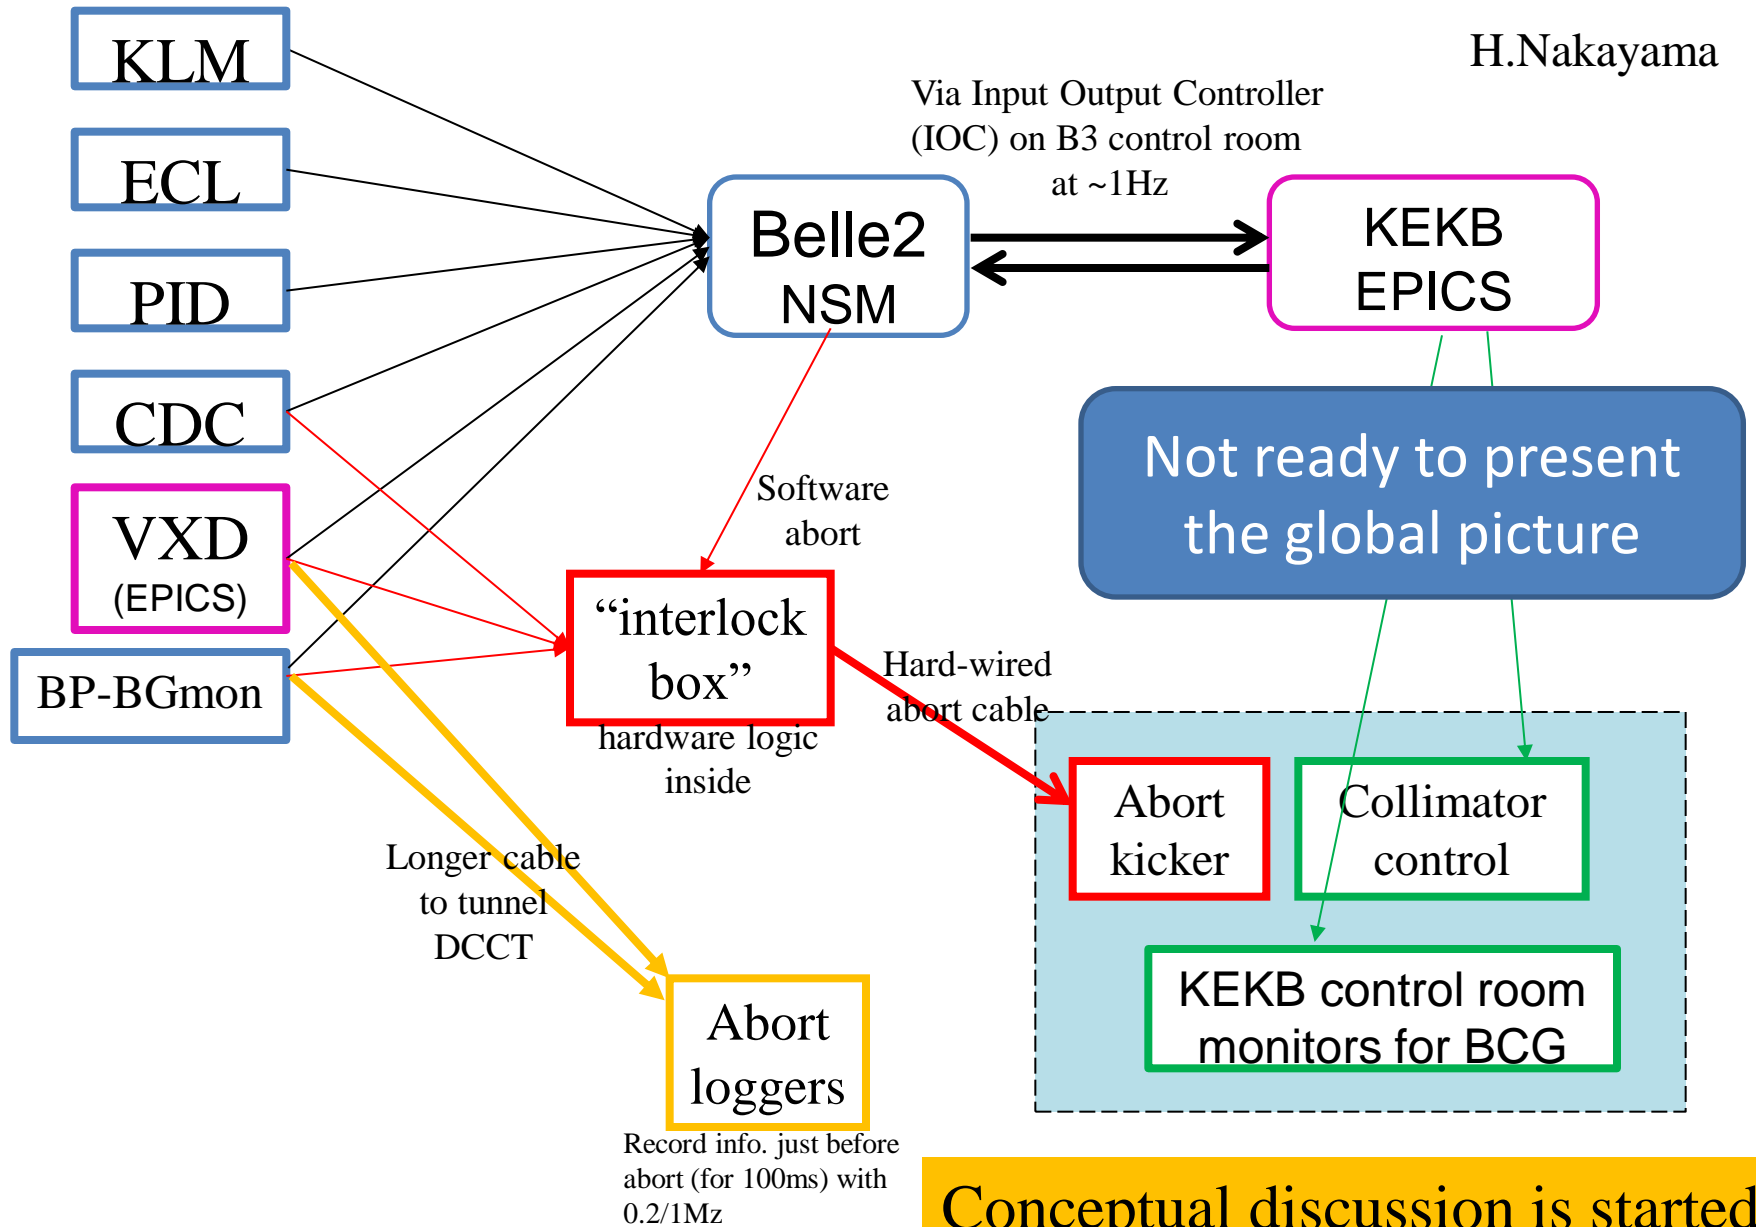 KLM
H.Nakayama
Via Input Output Controller
(IOC) on B3 control room
at ~1Hz
ECL
Belle2
NSM
KEKB
EPICS
PID
CDC
Not ready to present
the global picture
Software
abort
VXD
(EPICS)
“interlock
box”
hardware logic
inside
BP-BGmon
Hard-wired
abort cable
Abort
kicker
Collimator
control
Longer cable
to tunnel
DCCT
KEKB control room
monitors for BCG
Abort
loggers
Record info. just before
abort (for 100ms) with
0.2/1Mz
Conceptual discussion is started